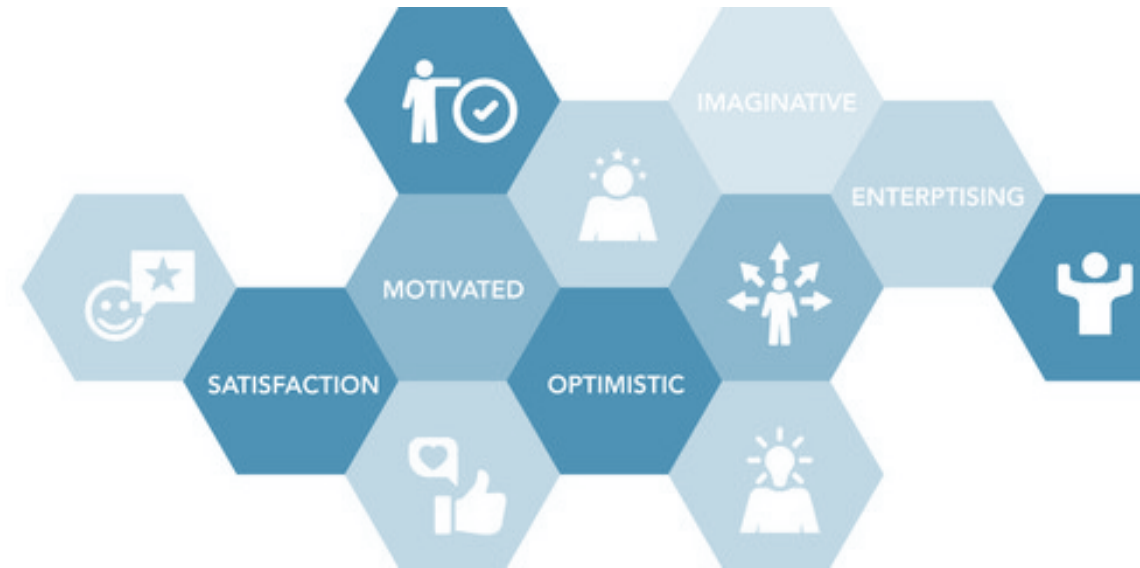 IMAGINATIVE
ENTERPTISING
MOTIVATED
SATISFACTION
OPTIMISTIC